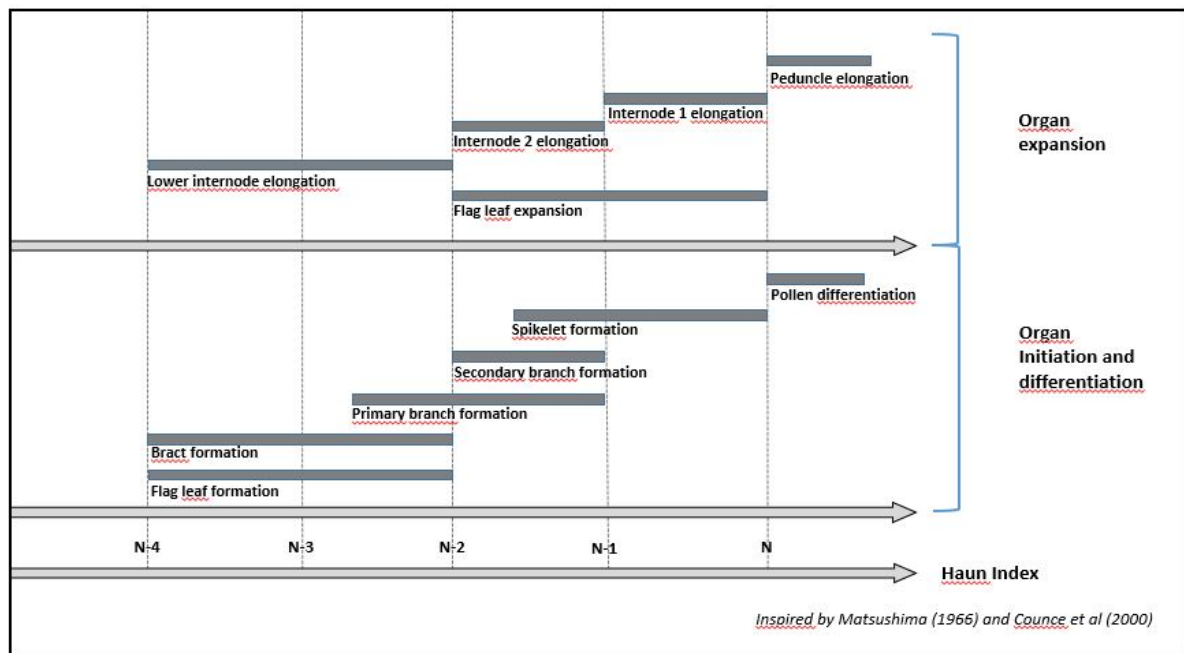 Peduncle elongation
Internode 1 elongation
Internode 2 elongation
Lower internode elongation
Flag leaf expansion
Organ
expansion
Pollen differentiation
Spikelet formation
Secondary branch formation
Primary branch formation
Bract formation
Flag leaf formation
Organ
Initiation and
differentiation
N-4 N-3 N-2 N-1 N
Haun Index
Inspired by Matsushima (1966) and Counce et al (2000)